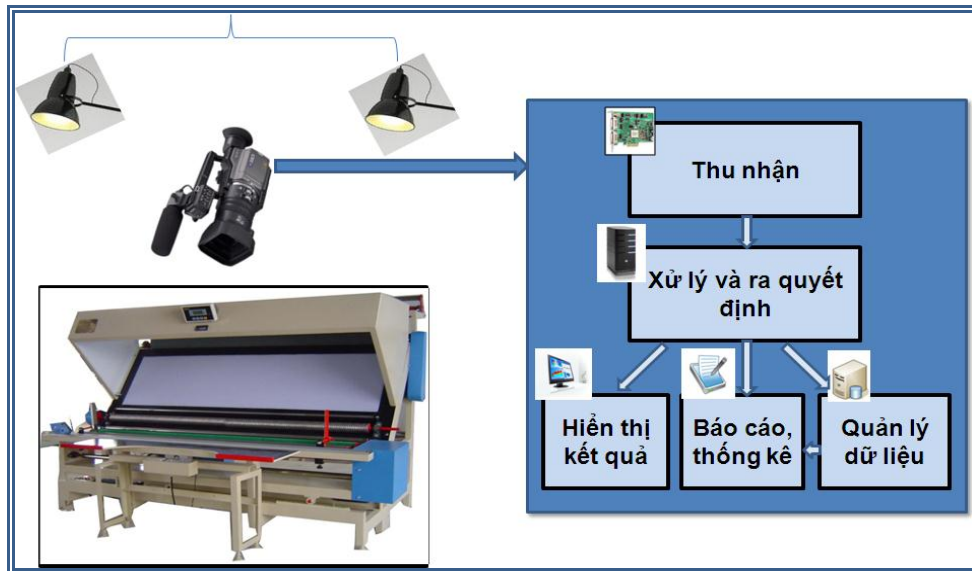 Thu nhận
Xử lý và ra quyết
định
Hiển thị
kết quả
Báo cáo,
thống kê
Quản lý
dữ liệu